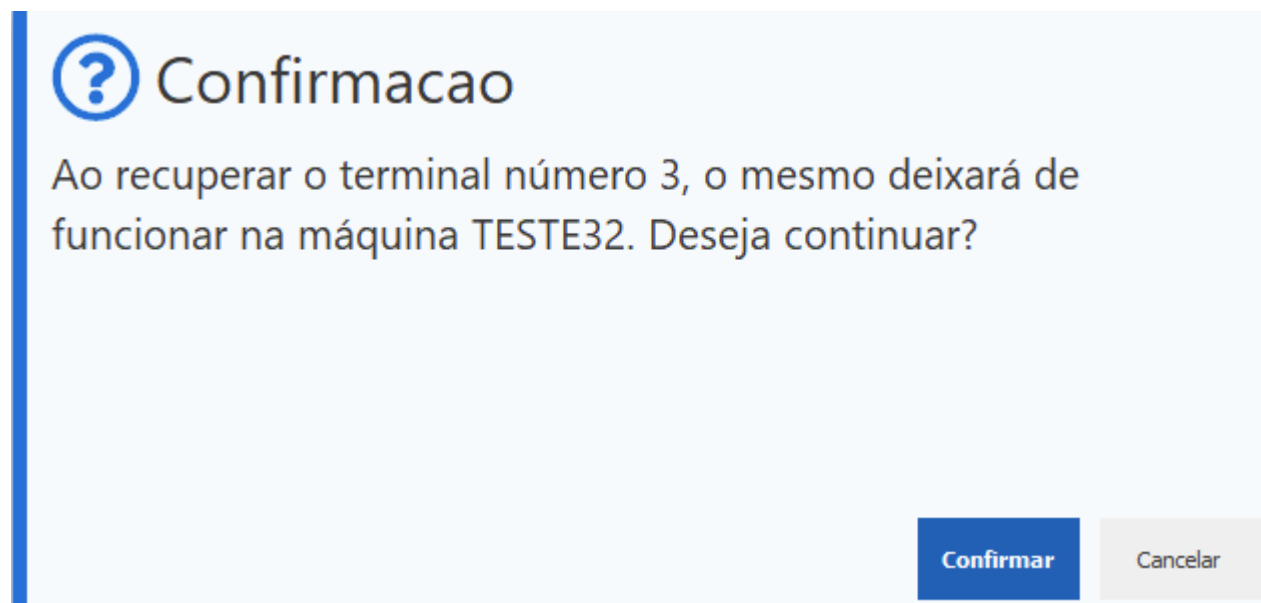 Confirmacao
Ao recuperar o terminal número 3, o mesmo deixará de
funcionar na máquina TESTE32. Deseja continuar?
Confirmar
Cancelar